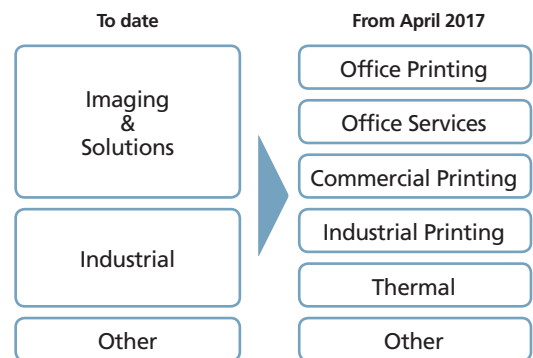 To date
Imaging
&
Solutions
Industrial
Other
From April 2017
Office Printing
Office Services
Commercial Printing
Industrial Printing
Thermal
Other